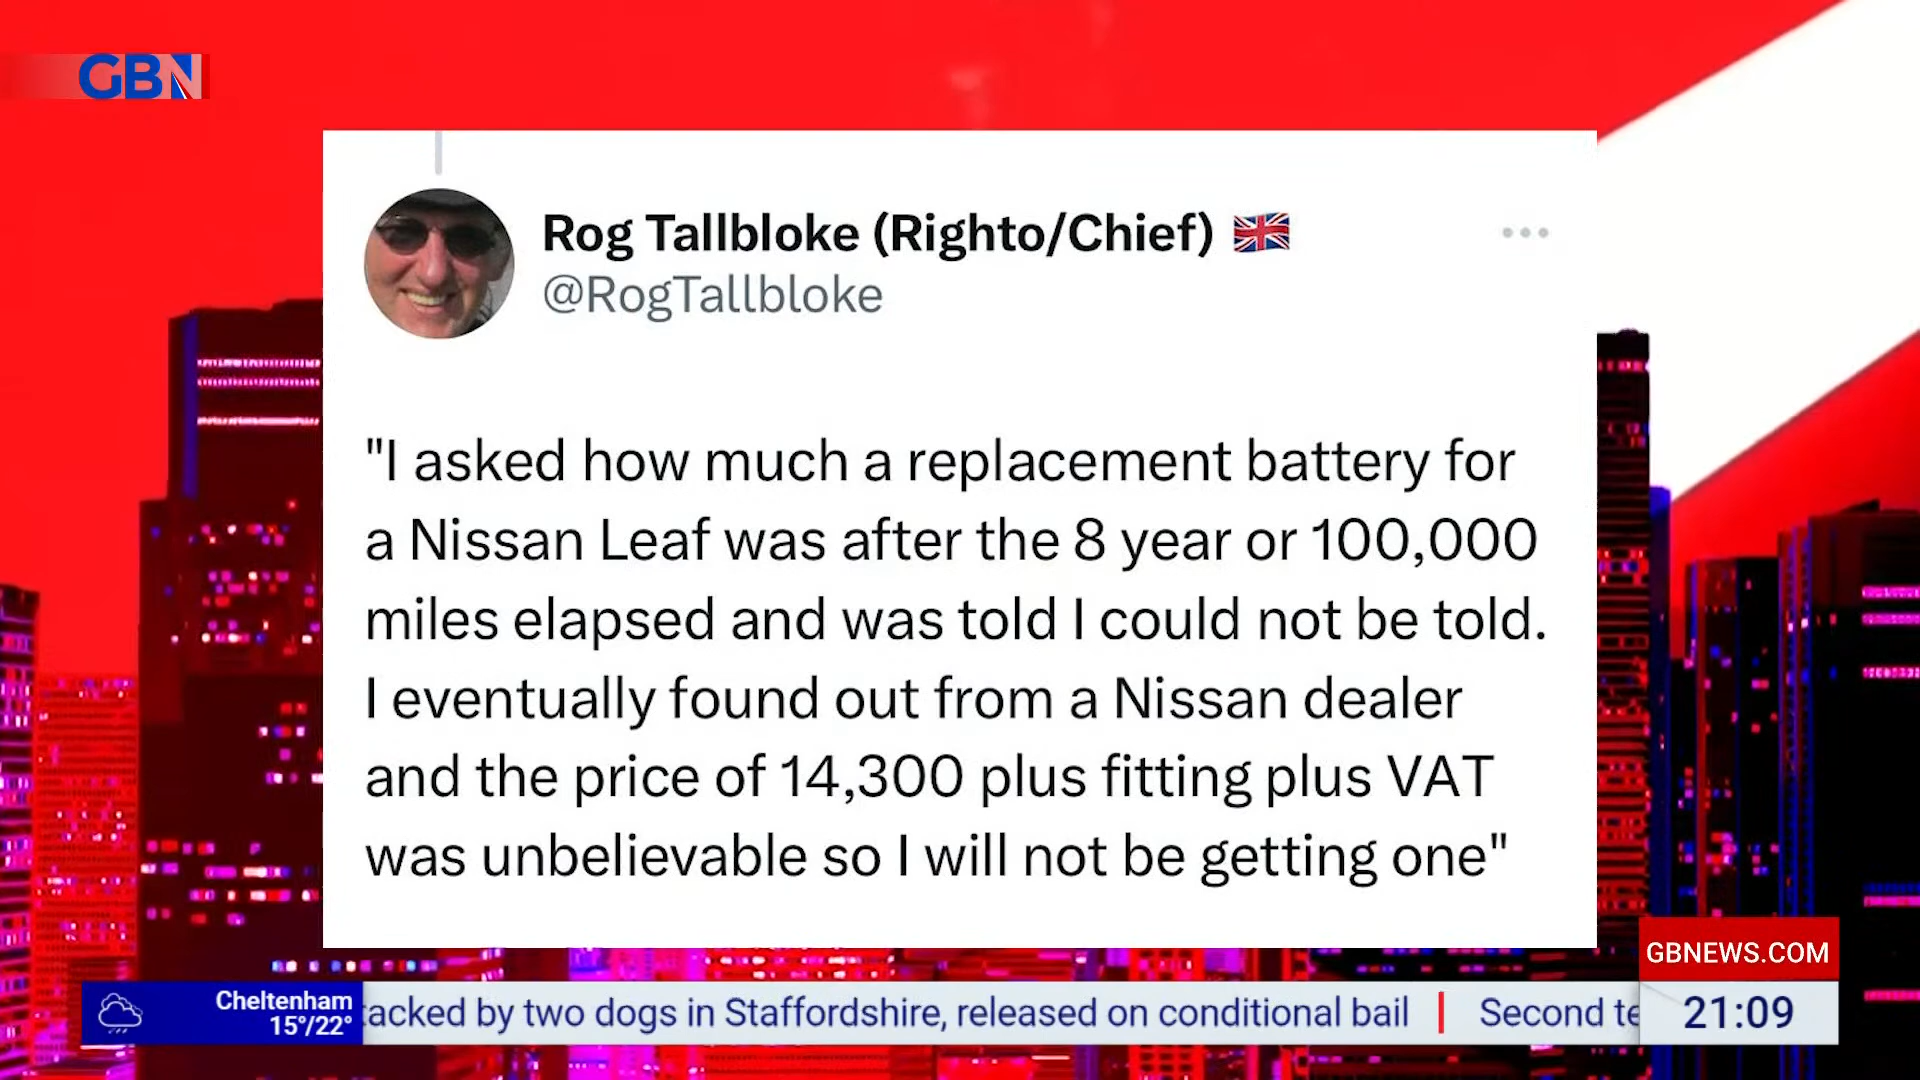 GBN
Rog Tallbloke (Righto/Chief) 🇬🇧
@RogTallbloke
"I asked how much a replacement battery for
a Nissan Leaf was after the 8 year or 100,000
miles elapsed and was told I could not be told.
I eventually found out from a Nissan dealer
and the price of 14,300 plus fitting plus VAT
was unbelievable so I will not be getting one"
GBNEWS.COM
Cheltenham
15°/22°
tacked by two dogs in Staffordshire, released on conditional bail | Second te
21:09